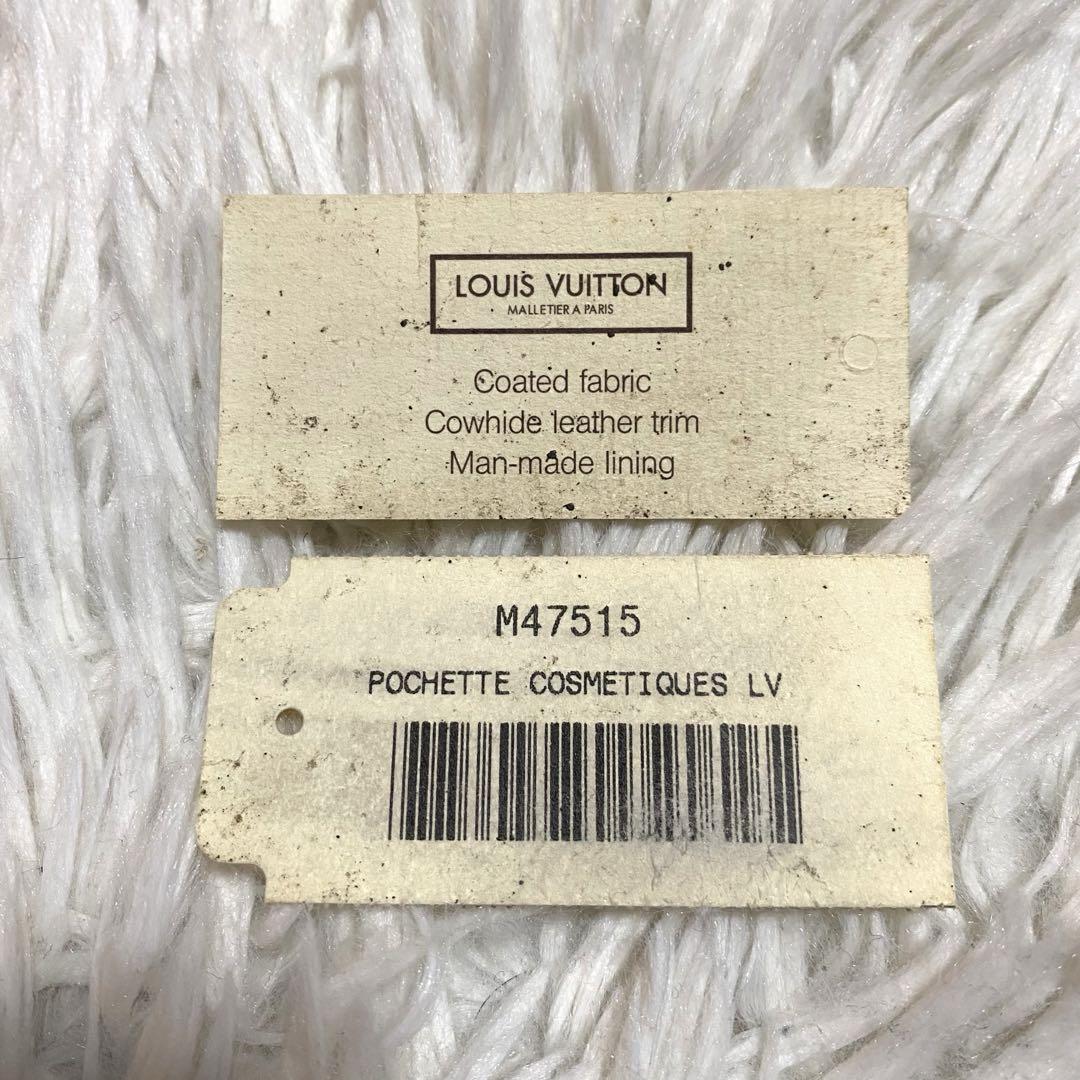 LOUIS VUITTON
MALLETIER A PARIS
Coated fabric
Cowhide leather trim
Man-made lining
M47515
POCHETTE COSMETIQUES LV